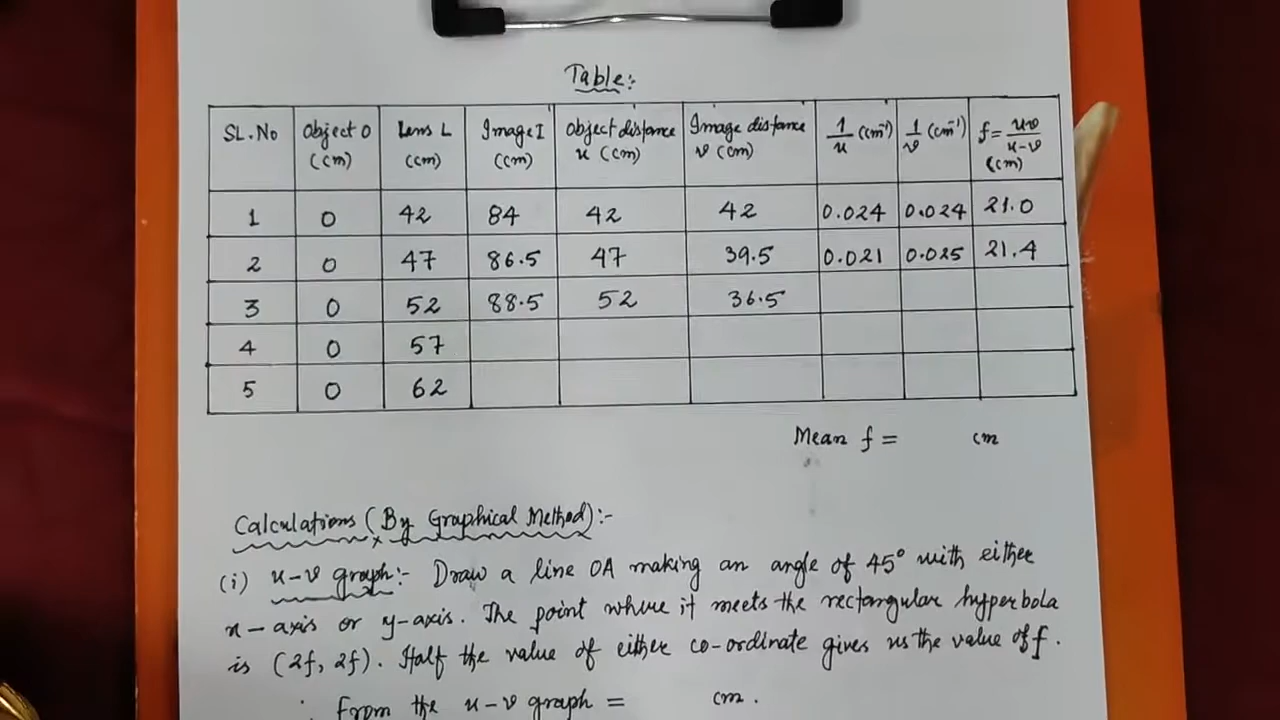 Table:-
SL.No Object O (cm) Lens L (cm) Image I (cm) Object distance u (cm) Image distance v (cm) 1/u (cm⁻¹) 1/v (cm⁻¹) f = uv/u-v (cm)
1 0 42 84 42 42 0.024 0.024 21.0
2 0 47 86.5 47 39.5 0.021 0.025 21.4
3 0 52 88.5 52 36.5
4 0 57
5 0 62
Mean f = cm
Calculations (By Graphical Method):-
(i) u-v graph:- Draw a line OA making an angle of 45° with either
x-axis or y-axis. The point where it meets the rectangular hyperbola
is (2f, 2f). Half the value of either co-ordinate gives us the value of f.
∴ from the u-v graph = cm.